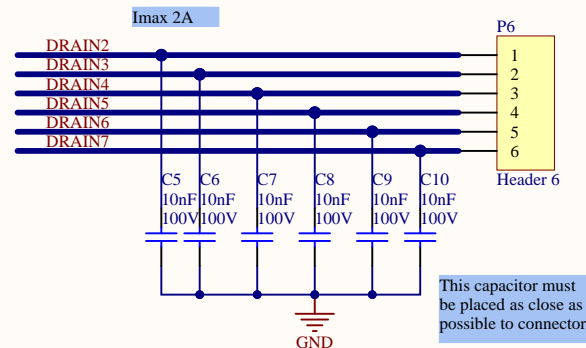 Imax 2A
P6
DRAIN2
1
DRAIN3
2
DRAIN4
3
DRAIN5
4
DRAIN6
5
DRAIN7
6
Header 6
C5 C6 C7 C8 C9 C10
10nF 10nF 10nF 10nF 10nF 10nF
100V 100V 100V 100V 100V 100V
This capacitor must
be placed as close as
possible to connector
GND